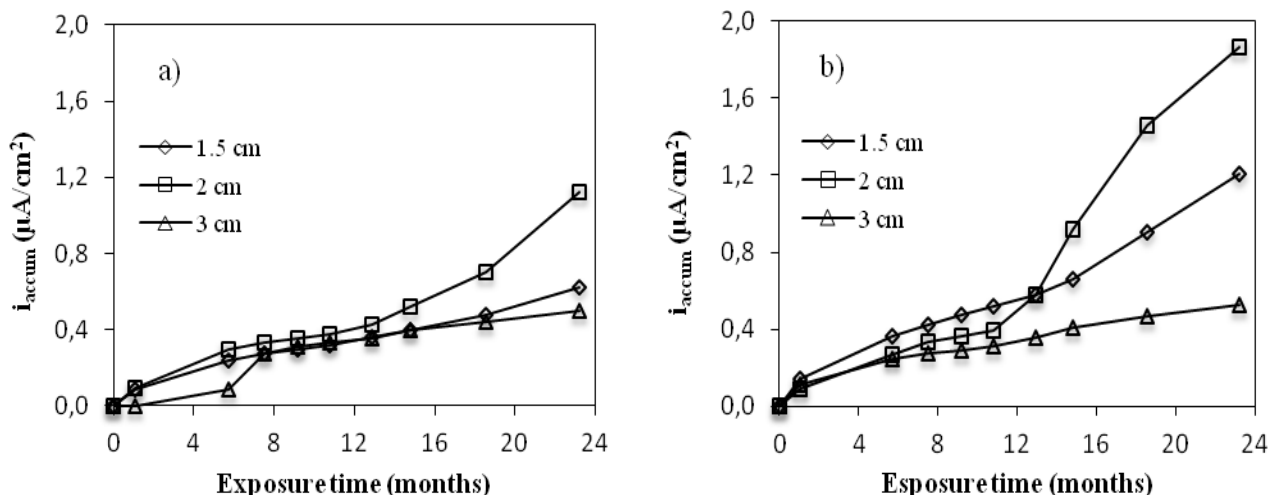 2,0
1,6
1,2
0,8
0,4
0,0
i_accum (µA/cm²)
a)
1.5 cm
2 cm
3 cm
0 4 8 12 16 20 24
Exposure time (months)
2,0
1,6
1,2
0,8
0,4
0,0
i_accum (µA/cm²)
b)
1.5 cm
2 cm
3 cm
0 4 8 12 16 20 24
Esposure time (months)